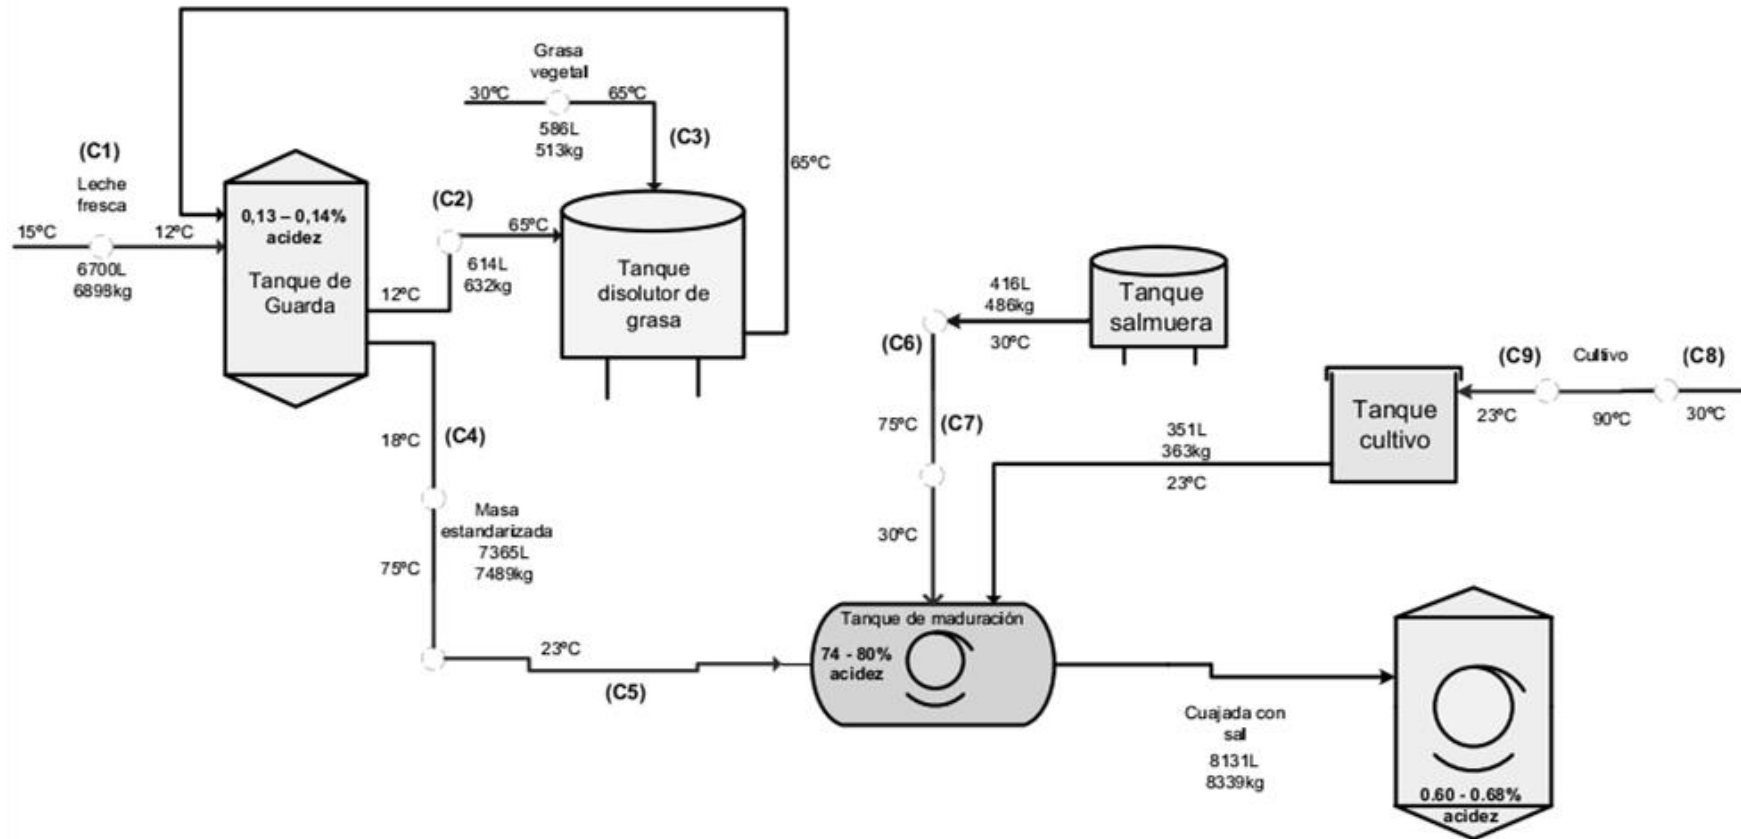 Grasa
vegetal
30ºC
65ºC
586L
513kg
(C3)
65ºC
(C1)
Leche
fresca
15ºC
12ºC
6700L
6898kg
0,13 – 0,14%
acidez
Tanque de
Guarda
12ºC
(C2)
65ºC
614L
632kg
Tanque
disolutor de
grasa
18ºC
(C4)
Masa
estandarizada
7365L
7489kg
75ºC
23ºC
(C5)
416L
486kg
30ºC
Tanque
salmuera
(C6)
75ºC
(C7)
30ºC
(C9)
Cultivo
(C8)
23ºC
90ºC
30ºC
Tanque
cultivo
351L
363kg
23ºC
Tanque de maduración
74 - 80%
acidez
Cuajada con
sal
8131L
8339kg
0.60 - 0.68%
acidez